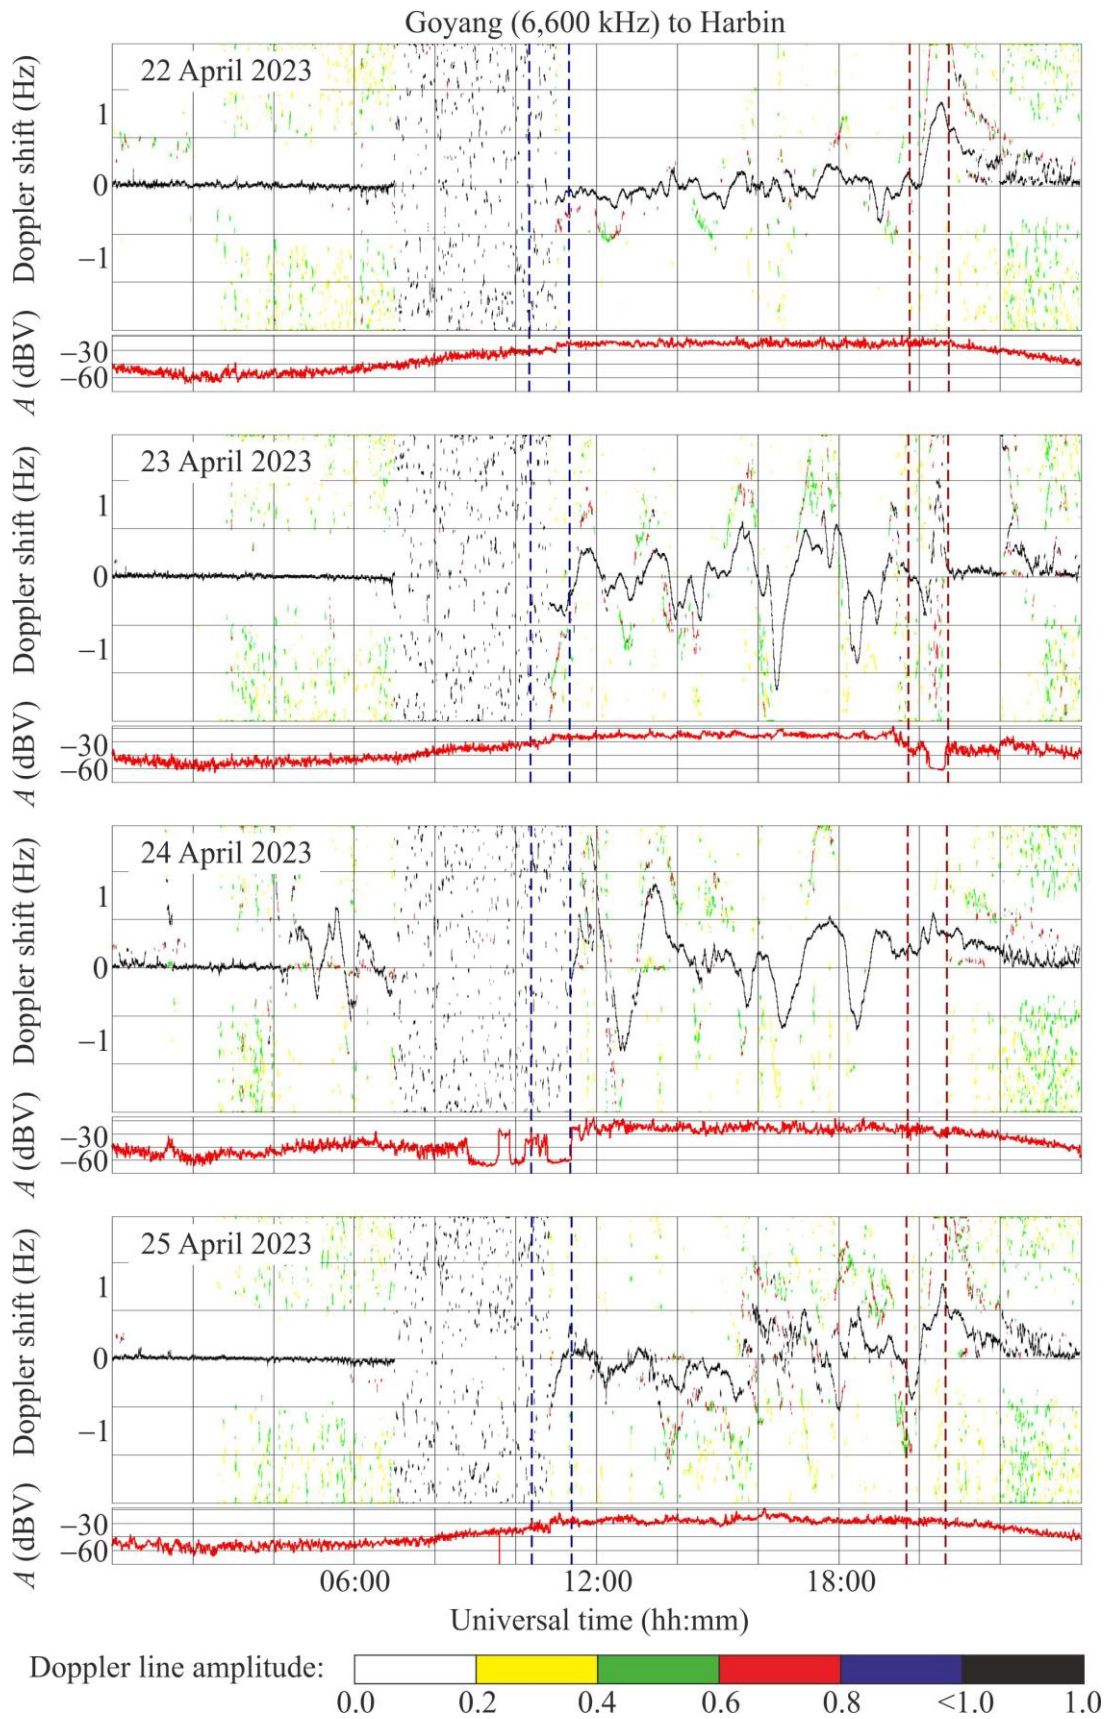 Goyang (6,600 kHz) to Harbin
22 April 2023
Doppler shift (Hz)
1
0
−1
A (dBV)
−30
−60
23 April 2023
Doppler shift (Hz)
1
0
−1
A (dBV)
−30
−60
24 April 2023
Doppler shift (Hz)
1
0
−1
A (dBV)
−30
−60
25 April 2023
Doppler shift (Hz)
1
0
−1
A (dBV)
−30
−60
06:00 12:00 18:00
Universal time (hh:mm)
Doppler line amplitude:
0.0 0.2 0.4 0.6 0.8 <1.0 1.0